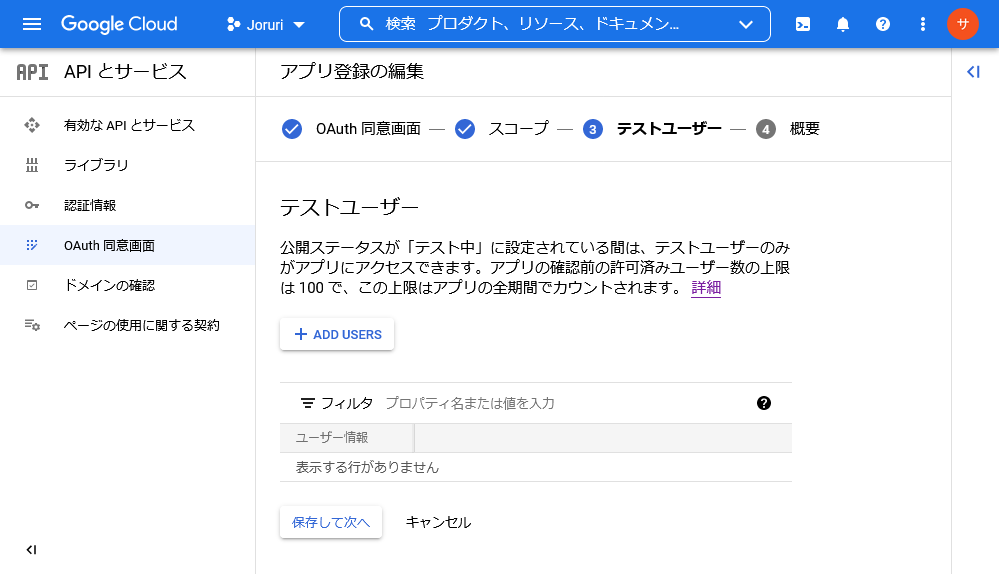 Google Cloud
Joruri
検索 プロダクト、リソース、ドキュメン...
サ
API API とサービス
アプリ登録の編集
有効な API とサービス
ライブラリ
認証情報
OAuth 同意画面
ドメインの確認
ページの使用に関する契約
OAuth 同意画面 — スコープ — 3 テストユーザー — 4 概要
テストユーザー
公開ステータスが「テスト中」に設定されている間は、テストユーザーのみ
がアプリにアクセスできます。アプリの確認前の許可済みユーザー数の上限
は 100 で、この上限はアプリの全期間でカウントされます。 詳細
+ ADD USERS
フィルタ プロパティ名または値を入力
ユーザー情報
表示する行がありません
保存して次へ キャンセル